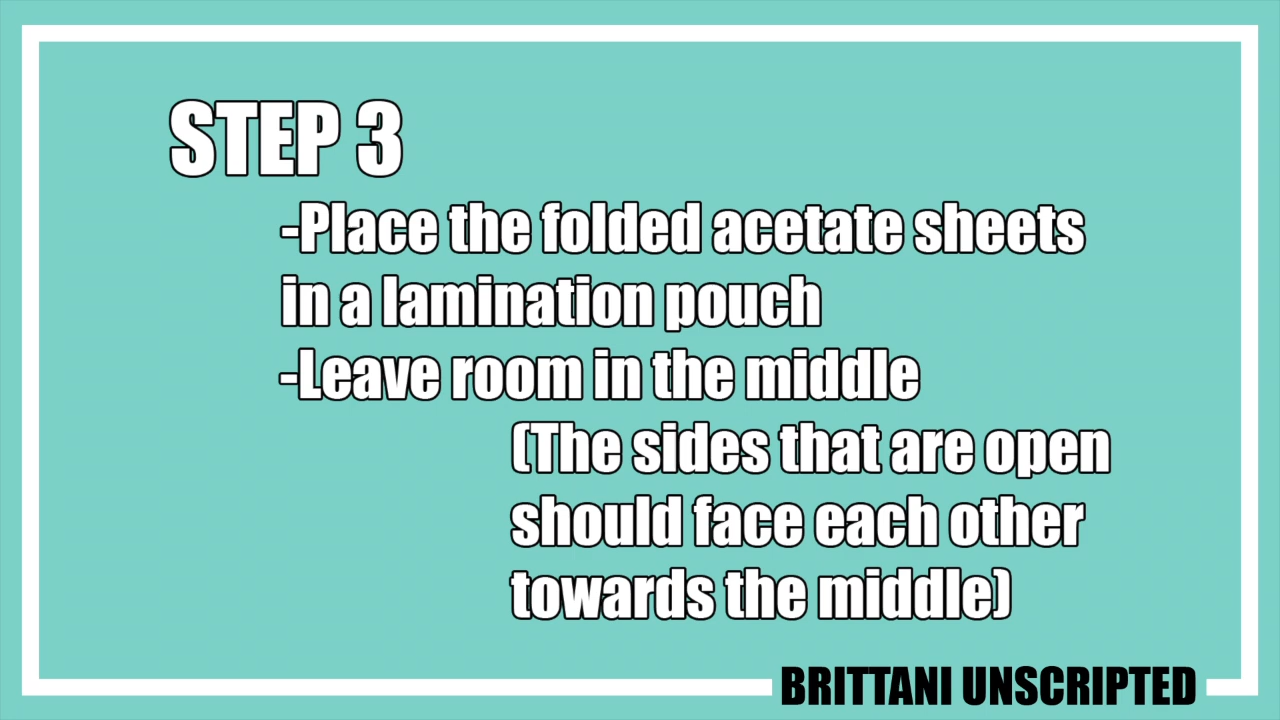 STEP 3
-Place the folded acetate sheets
in a lamination pouch
-Leave room in the middle
(The sides that are open
should face each other
towards the middle)
BRITTANI UNSCRIPTED